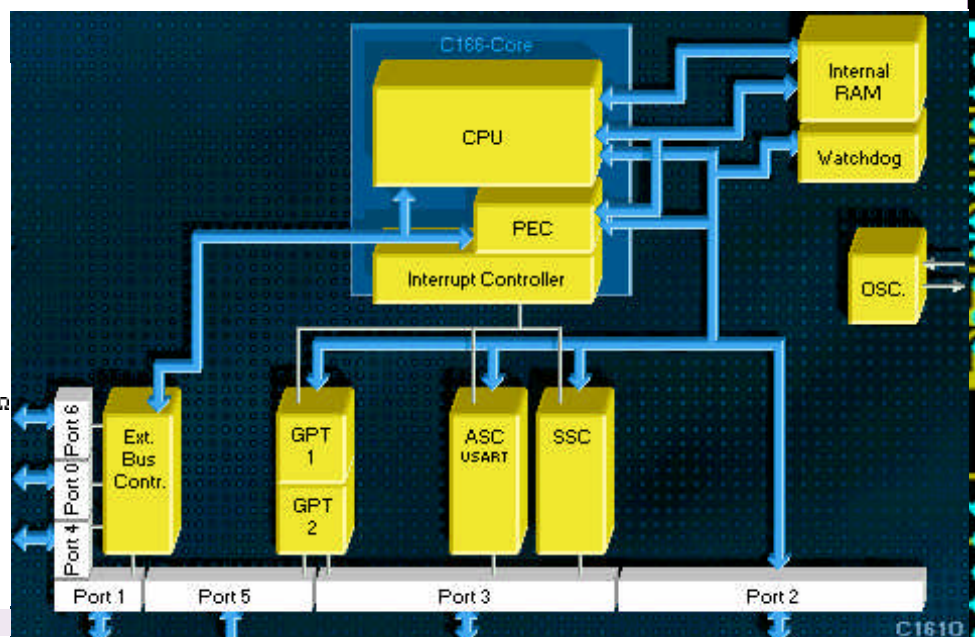 C166-Core
CPU
Internal
RAM
Watchdog
PEC
Interrupt Controller
OSC.
Port 6
Port 0
Port 4
Ext.
Bus
Contr.
GPT
1
GPT
2
ASC
USART
SSC
Port 1
Port 5
Port 3
Port 2
C161O